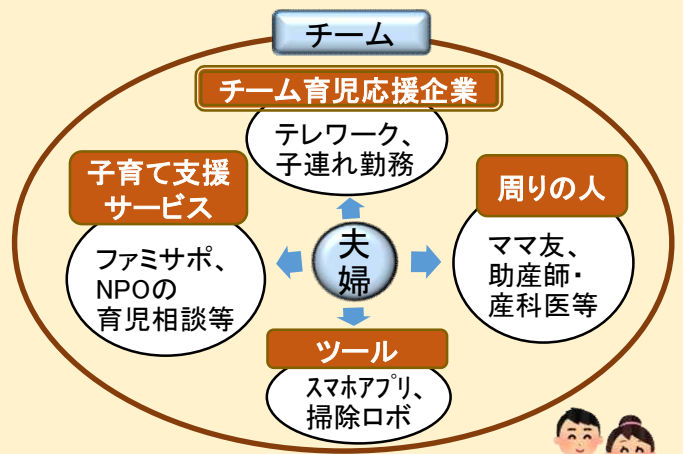 チーム
チーム育児応援企業
テレワーク、
子連れ勤務
子育て支援
サービス
ファミサポ、
NPOの
育児相談等
夫
婦
周りの人
ママ友、
助産師・
産科医等
ツール
スマホアプリ、
掃除ロボ